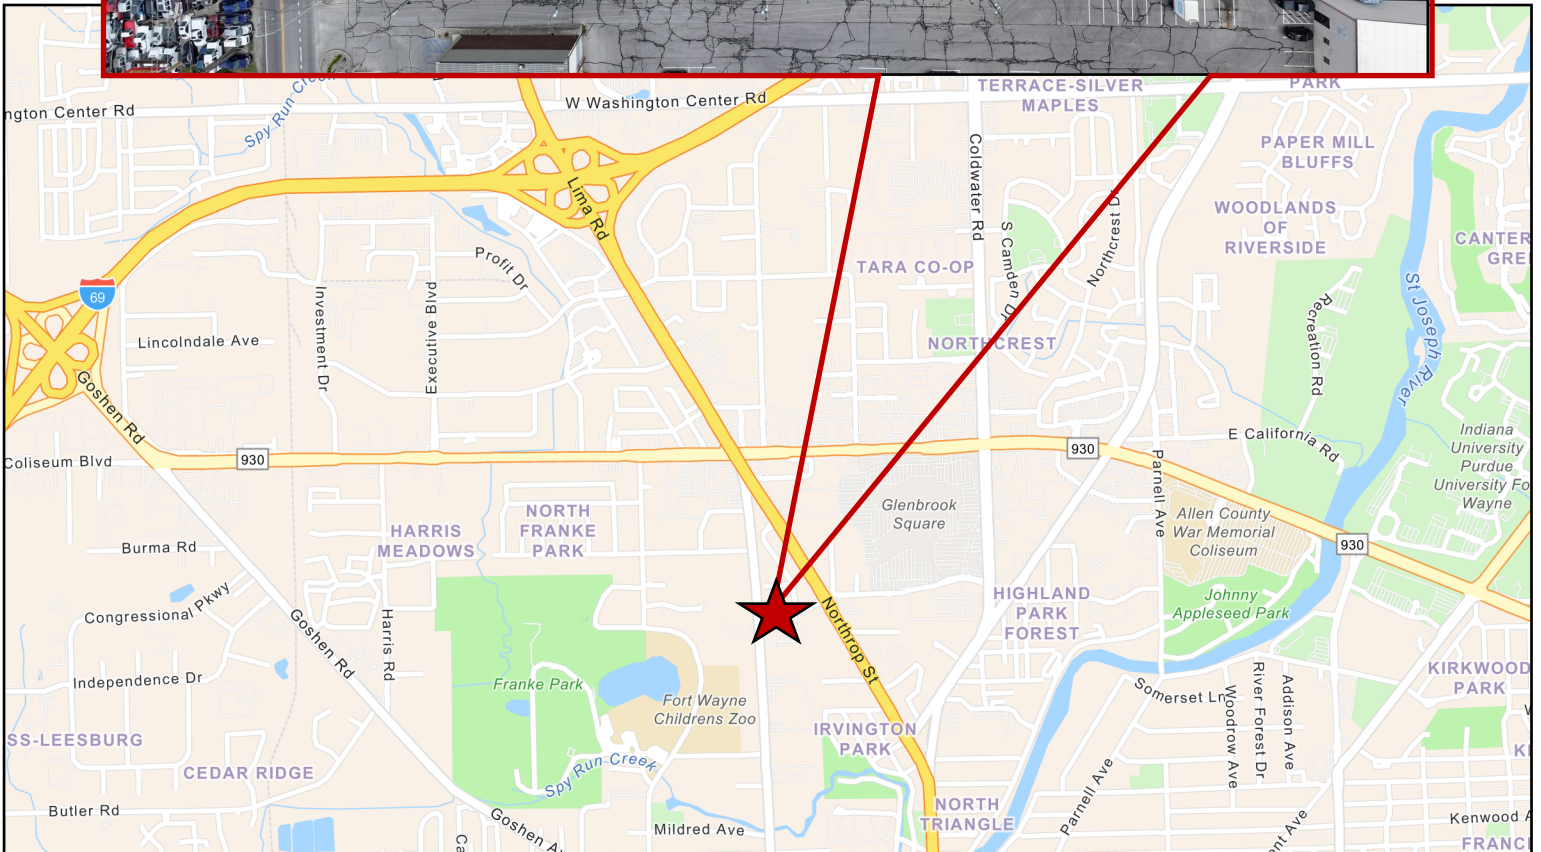 TERRACE-SILVER
MAPLES
PARK
W Washington Center Rd
ngton Center Rd
Spy Run Creek
PAPER MILL
BLUFFS
Coldwater Rd
Lima Rd
Northcrest Dr
WOODLANDS
OF
RIVERSIDE
S Camden Dr
CANTER
GRE
Profit Dr
TARA CO-OP
69
Investment Dr
Executive Blvd
St Joseph River
Recreation Rd
Lincolndale Ave
NORTHCREST
Goshen Rd
E California Rd
Indiana
University
Purdue
University Fo
Wayne
Coliseum Blvd
930
930
Parnell Ave
Glenbrook
Square
NORTH
FRANKE
PARK
HARRIS
MEADOWS
Allen County
War Memorial
Coliseum
930
Burma Rd
Congressional Pkwy
HIGHLAND
PARK
FOREST
Johnny
Appleseed Park
Goshen Rd
Harris Rd
Northrop St
Independence Dr
Franke Park
Fort Wayne
Childrens Zoo
KIRKWOOD
PARK
Somerset Ln
Woodrow Ave
River Forest Dr
Addison Ave
SS-LEESBURG
IRVINGTON
PARK
CEDAR RIDGE
Spy Run Creek
Butler Rd
Goshen Av
Mildred Ave
NORTH
TRIANGLE
Parnell Ave
ent Ave
Kenwood A
FRANC
Ca